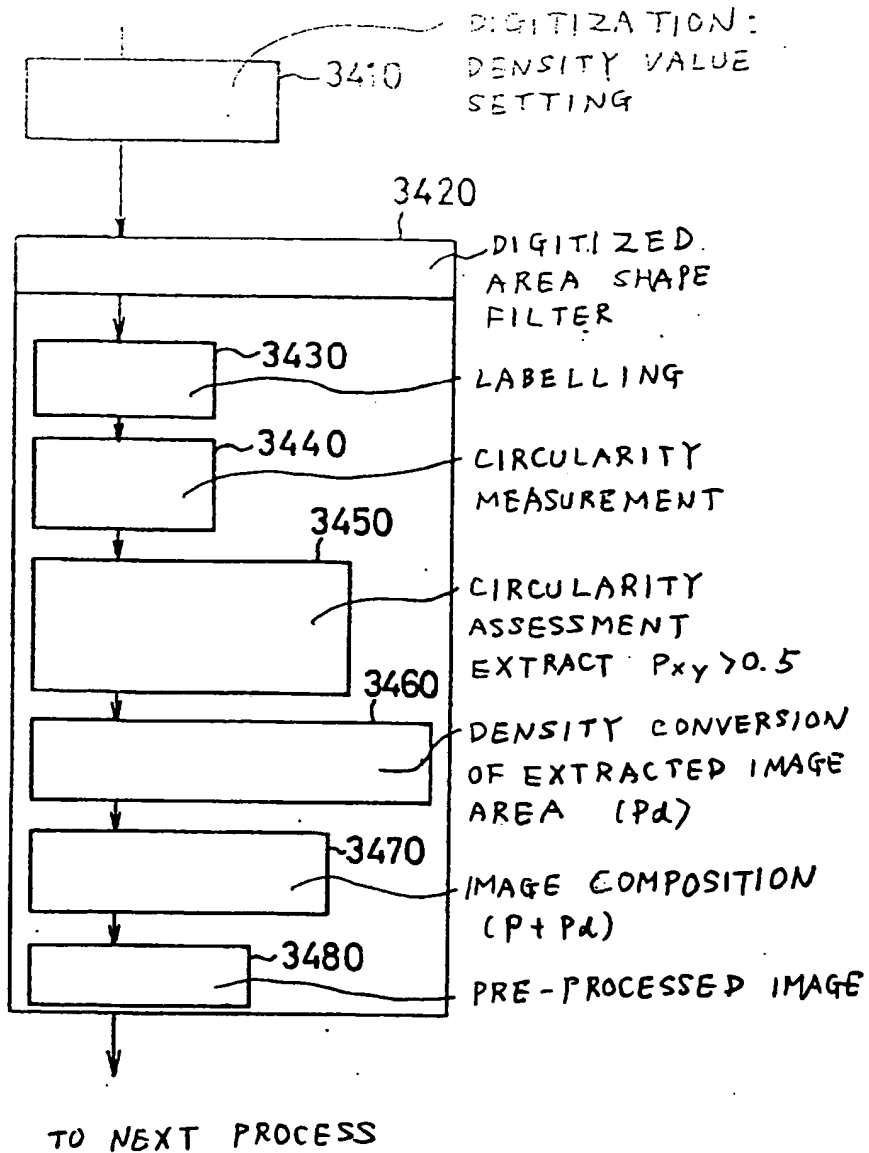 DIGITIZATION:
3410
DENSITY VALUE
SETTING
3420
DIGITIZED.
AREA SHAPE
FILTER
3430
LABELLING
3440
CIRCULARITY
MEASUREMENT
3450
CIRCULARITY
ASSESSMENT
EXTRACT Pxy>0.5
3460
DENSITY CONVERSION
OF EXTRACTED IMAGE
AREA (Pd)
3470
IMAGE COMPOSITION
(P+Pd)
3480
PRE-PROCESSED IMAGE
TO NEXT PROCESS